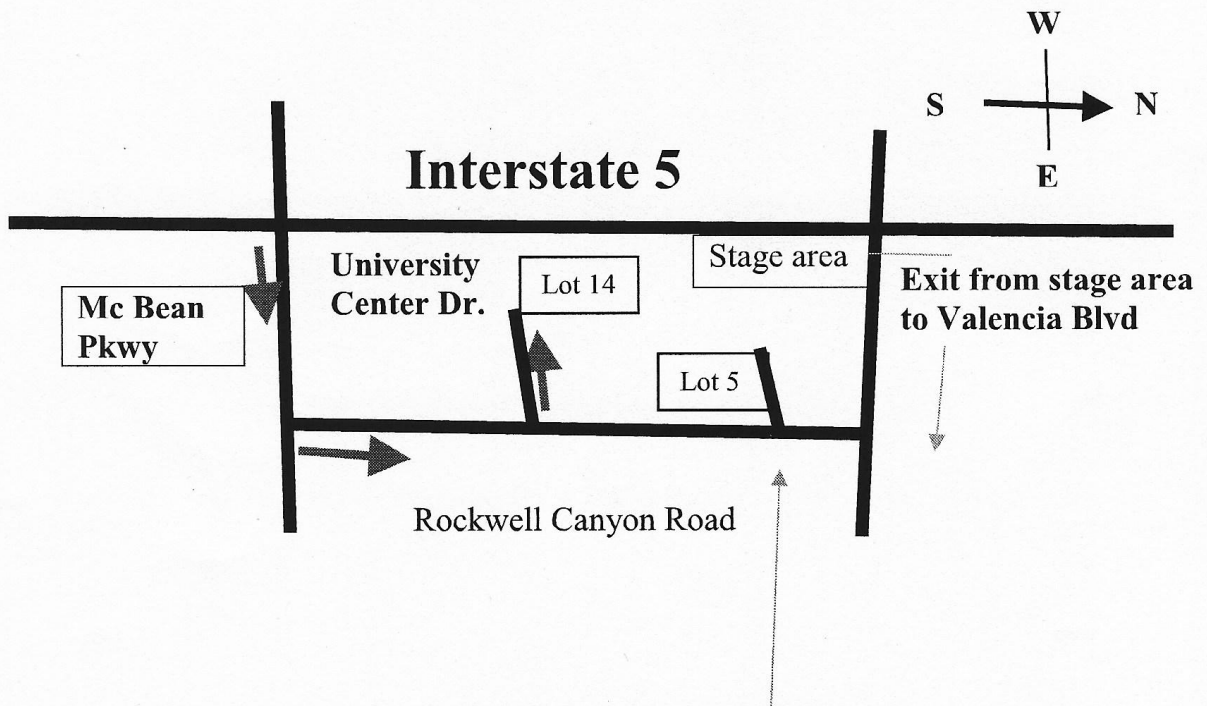 W
S
N
E
Interstate 5
University
Center Dr.
Lot 14
Stage area
Exit from stage area
to Valencia Blvd
Mc Bean
Pkwy
Lot 5
Rockwell Canyon Road